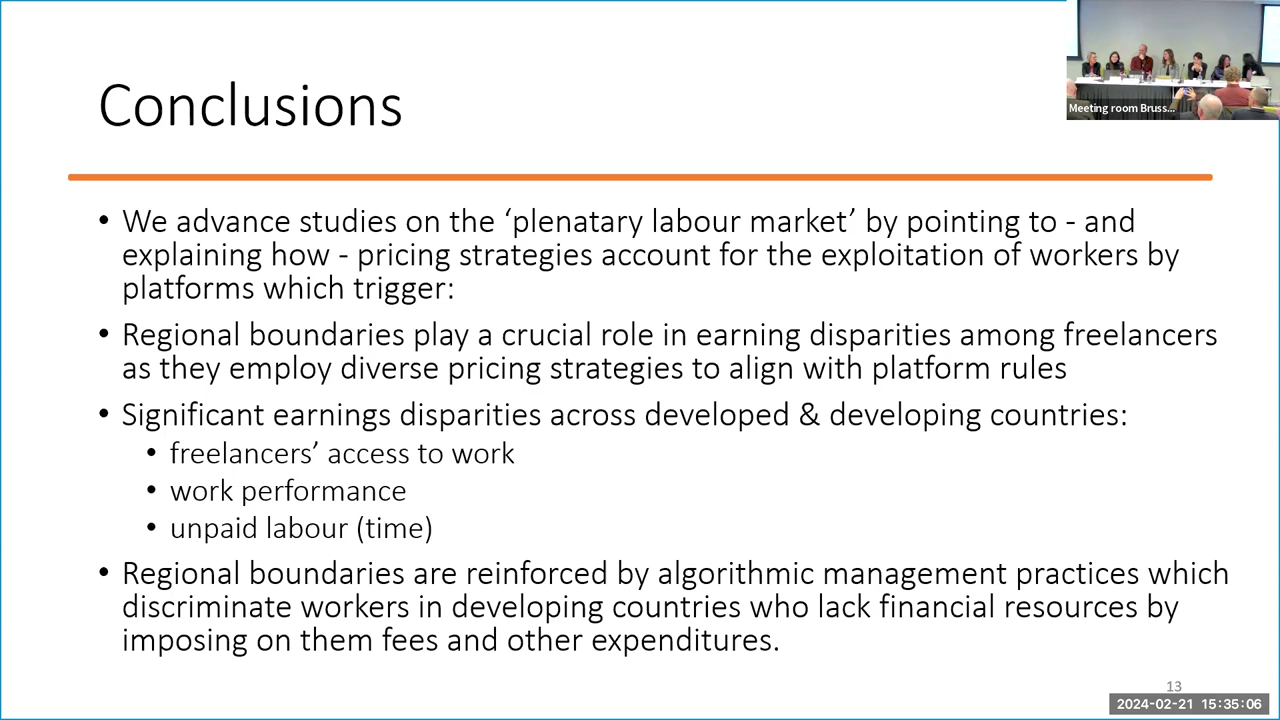 Conclusions
Meeting room Bruss...
• We advance studies on the ‘plenatary labour market’ by pointing to - and
explaining how - pricing strategies account for the exploitation of workers by
platforms which trigger:
• Regional boundaries play a crucial role in earning disparities among freelancers
as they employ diverse pricing strategies to align with platform rules
• Significant earnings disparities across developed & developing countries:
• freelancers’ access to work
• work performance
• unpaid labour (time)
• Regional boundaries are reinforced by algorithmic management practices which
discriminate workers in developing countries who lack financial resources by
imposing on them fees and other expenditures.
13
2024-02-21 15:35:06